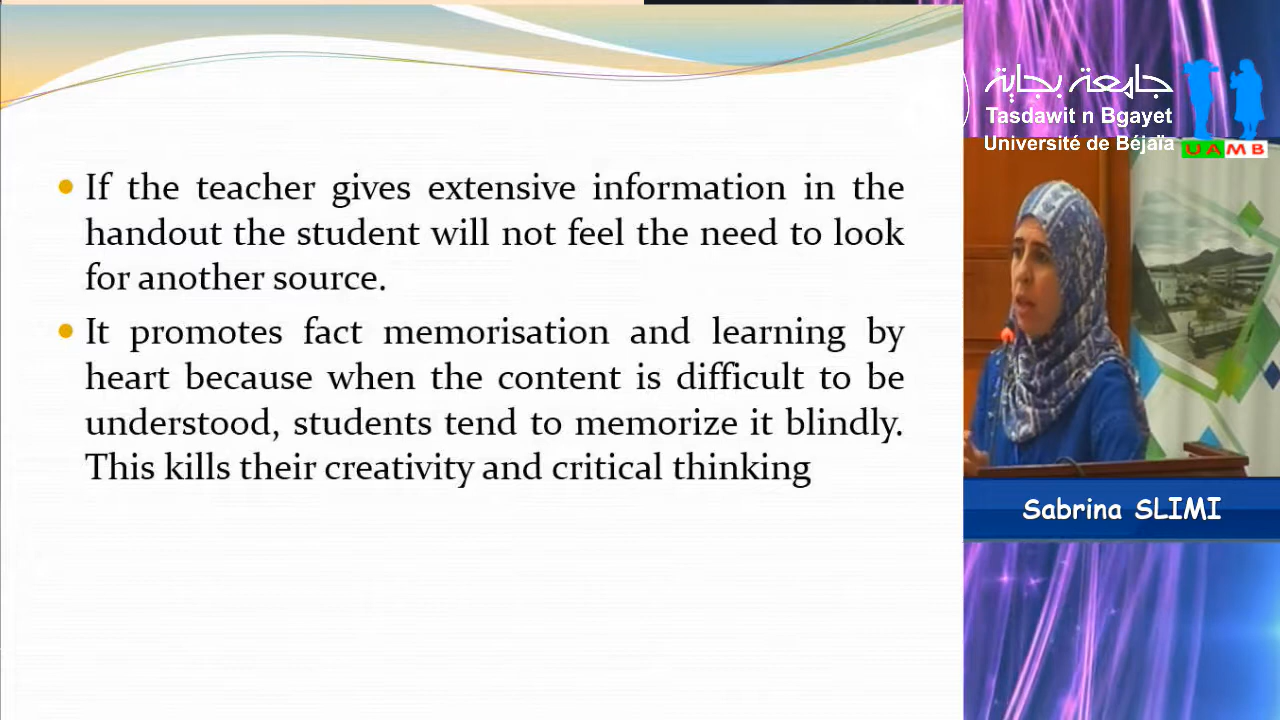 If the teacher gives extensive information in the
handout the student will not feel the need to look
for another source.
It promotes fact memorisation and learning by
heart because when the content is difficult to be
understood, students tend to memorize it blindly.
This kills their creativity and critical thinking
جامعة بجاية
Tasdawit n Bgayet
Université de Béjaïa
UAMB
Sabrina SLIMI